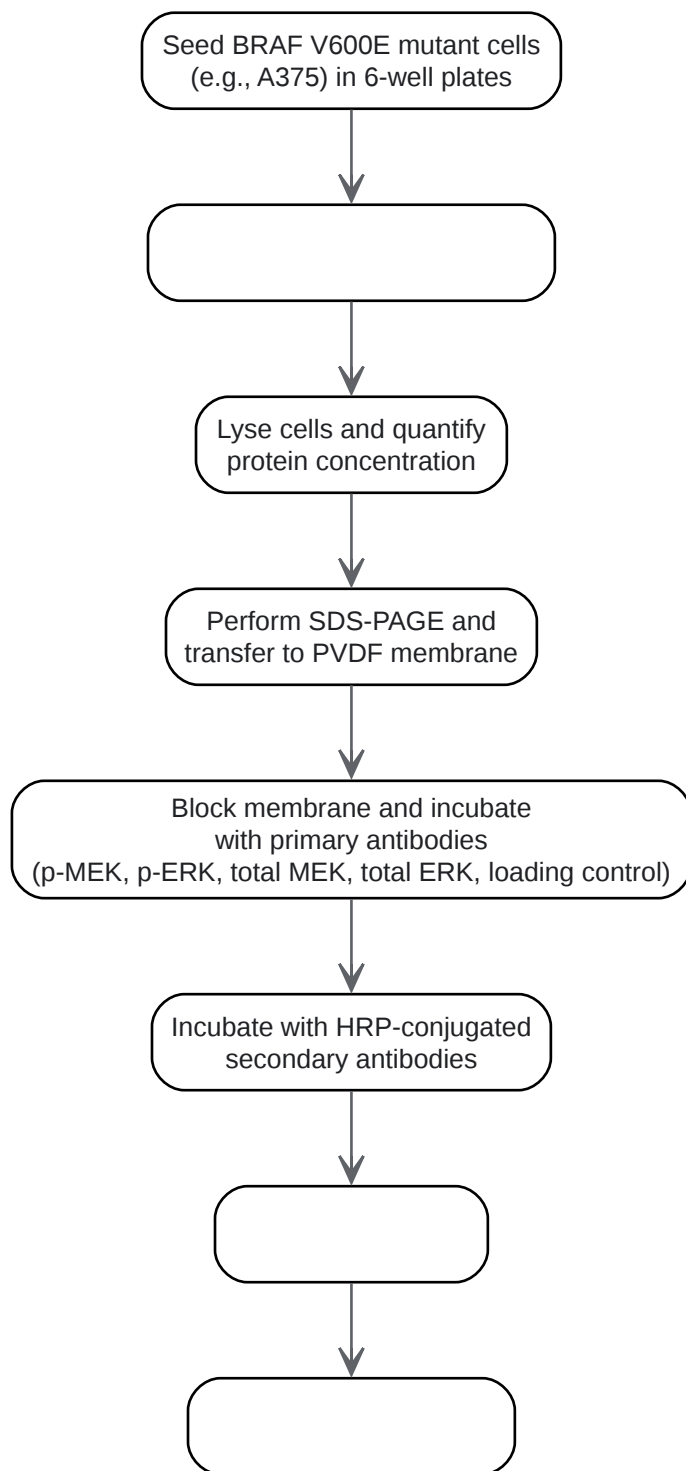 Seed BRAF V600E mutant cells
(e.g., A375) in 6-well plates
Lyse cells and quantify
protein concentration
Perform SDS-PAGE and
transfer to PVDF membrane
Block membrane and incubate
with primary antibodies
(p-MEK, p-ERK, total MEK, total ERK, loading control)
Incubate with HRP-conjugated
secondary antibodies